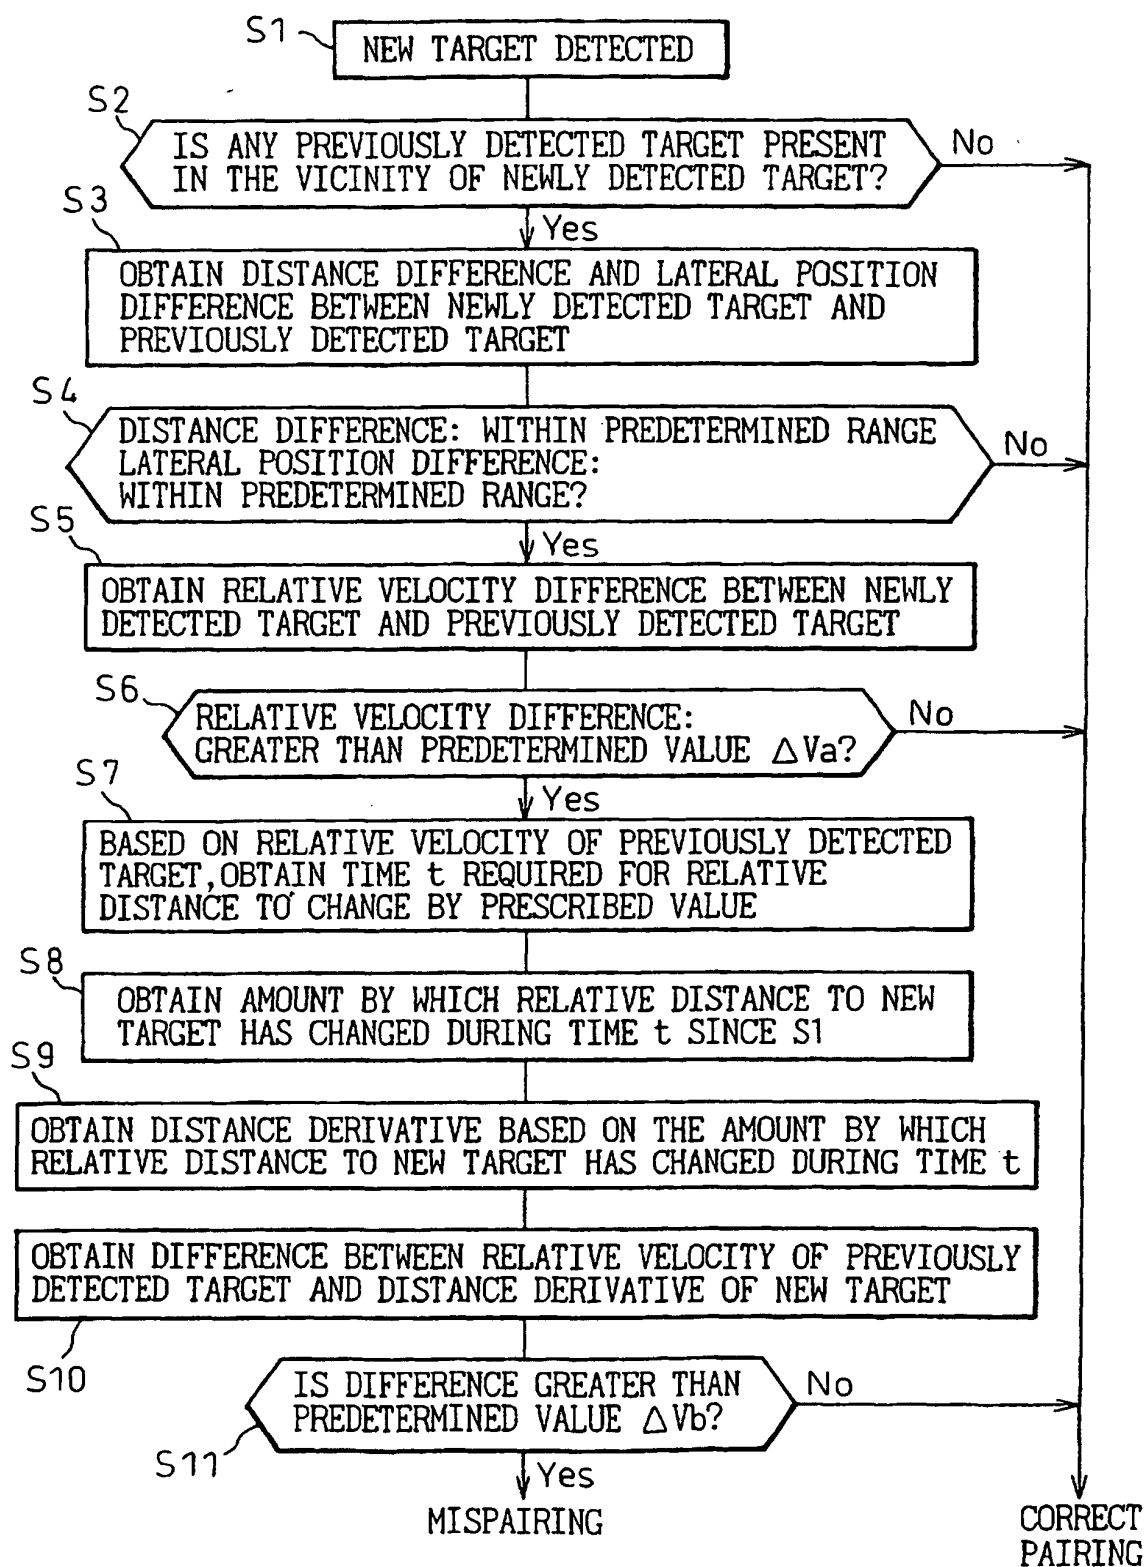 S1
NEW TARGET DETECTED
S2
IS ANY PREVIOUSLY DETECTED TARGET PRESENT
IN THE VICINITY OF NEWLY DETECTED TARGET?
No
Yes
S3
OBTAIN DISTANCE DIFFERENCE AND LATERAL POSITION
DIFFERENCE BETWEEN NEWLY DETECTED TARGET AND
PREVIOUSLY DETECTED TARGET
S4
DISTANCE DIFFERENCE: WITHIN PREDETERMINED RANGE
LATERAL POSITION DIFFERENCE:
WITHIN PREDETERMINED RANGE?
No
Yes
S5
OBTAIN RELATIVE VELOCITY DIFFERENCE BETWEEN NEWLY
DETECTED TARGET AND PREVIOUSLY DETECTED TARGET
S6
RELATIVE VELOCITY DIFFERENCE:
GREATER THAN PREDETERMINED VALUE △Va?
No
Yes
S7
BASED ON RELATIVE VELOCITY OF PREVIOUSLY DETECTED
TARGET, OBTAIN TIME t REQUIRED FOR RELATIVE
DISTANCE TO CHANGE BY PRESCRIBED VALUE
S8
OBTAIN AMOUNT BY WHICH RELATIVE DISTANCE TO NEW
TARGET HAS CHANGED DURING TIME t SINCE S1
S9
OBTAIN DISTANCE DERIVATIVE BASED ON THE AMOUNT BY WHICH
RELATIVE DISTANCE TO NEW TARGET HAS CHANGED DURING TIME t
OBTAIN DIFFERENCE BETWEEN RELATIVE VELOCITY OF PREVIOUSLY
DETECTED TARGET AND DISTANCE DERIVATIVE OF NEW TARGET
S10
IS DIFFERENCE GREATER THAN
PREDETERMINED VALUE △Vb?
No
S11
Yes
MISPAIRING
CORRECT
PAIRING